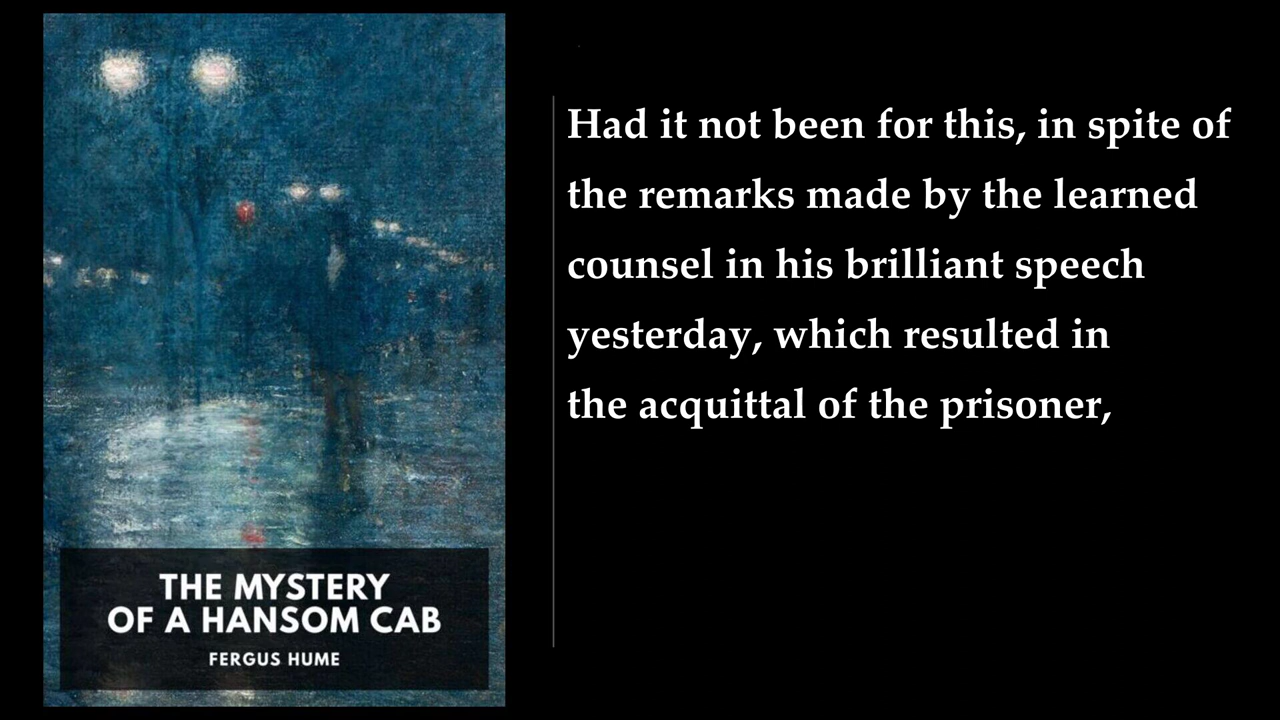 THE MYSTERY
OF A HANSOM CAB
FERGUS HUME
Had it not been for this, in spite of
the remarks made by the learned
counsel in his brilliant speech
yesterday, which resulted in
the acquittal of the prisoner,